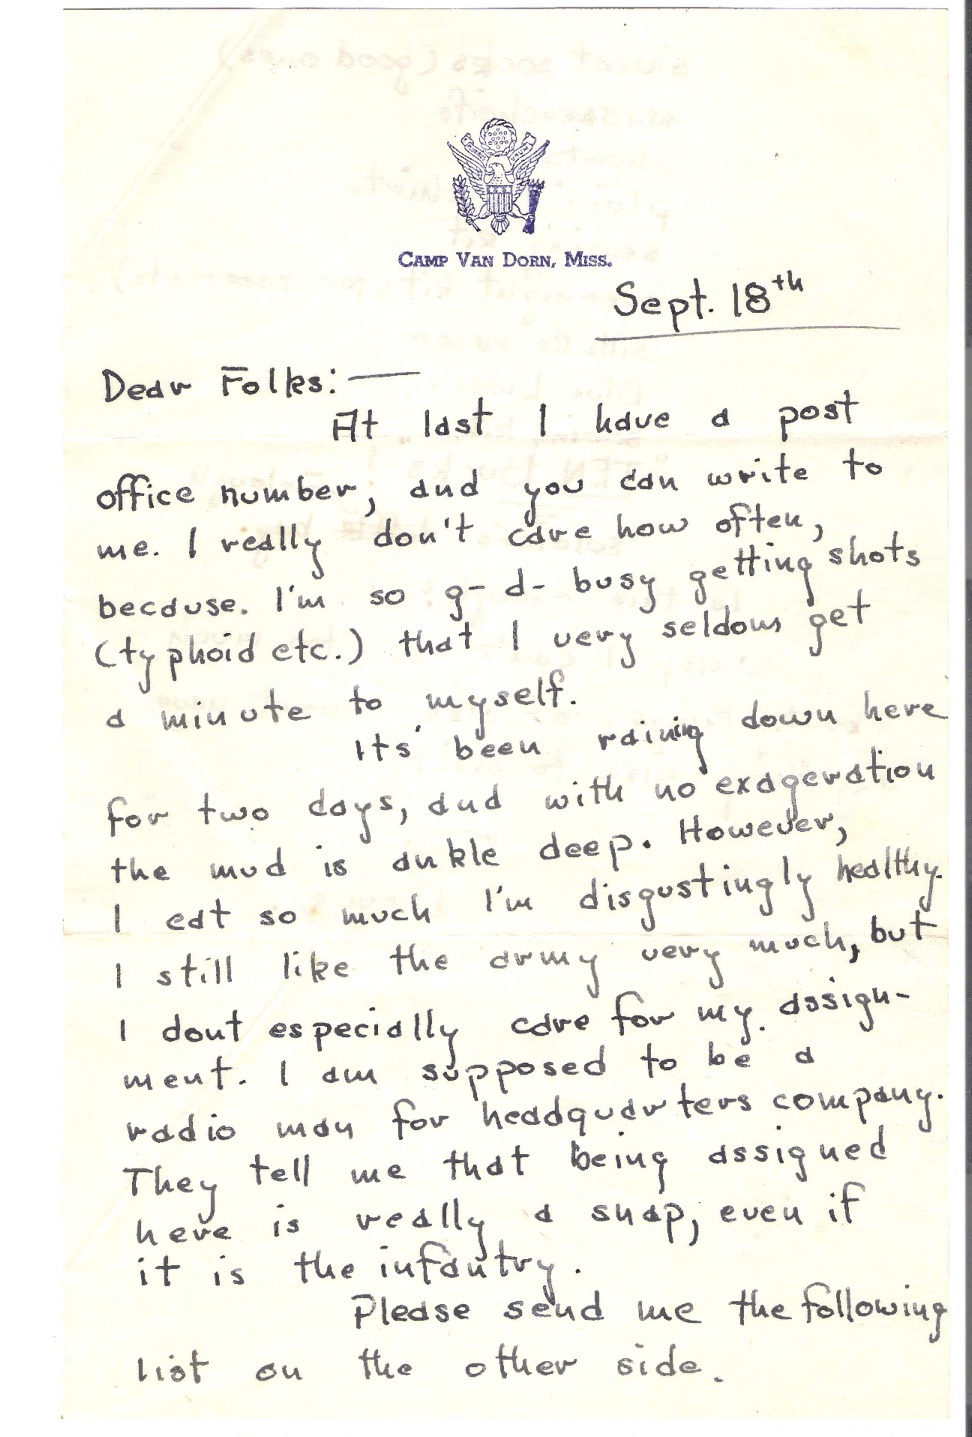 CAMP VAN DORN, MISS.
Sept. 18th
Dear Folks:—
At last I have a post
office number, and you can write to
me. I really don't care how often,
because. I'm so g- d- busy getting shots
(typhoid etc.) that I very seldom get
a minute to myself.
Its' been raining down here
for two days, and with no exageration
the mud is ankle deep. However,
I eat so much I'm disgustingly healthy.
I still like the army very much, but
I dont especially care for my assign-
ment. I am supposed to be a
radio man for headquarters company.
They tell me that being assigned
here is really a snap, even if
it is the infantry.
Please send me the following
list on the other side.